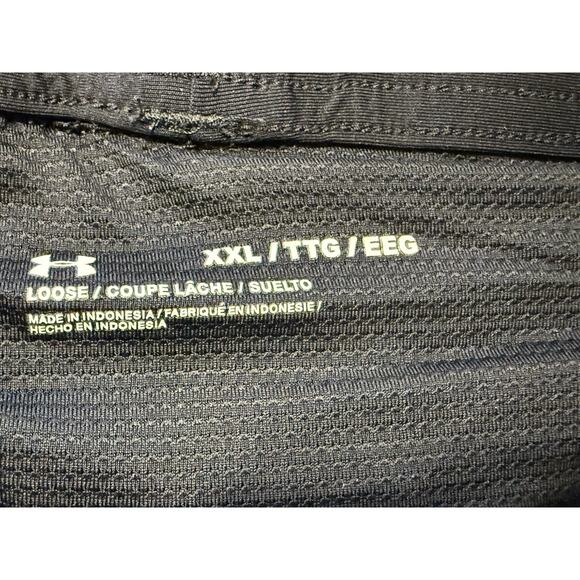 XXL / TTG / EEG
LOOSE / COUPE LÂCHE / SUELTO
MADE IN INDONESIA / FABRIQUÉ EN INDONESIE /
HECHO EN INDONESIA